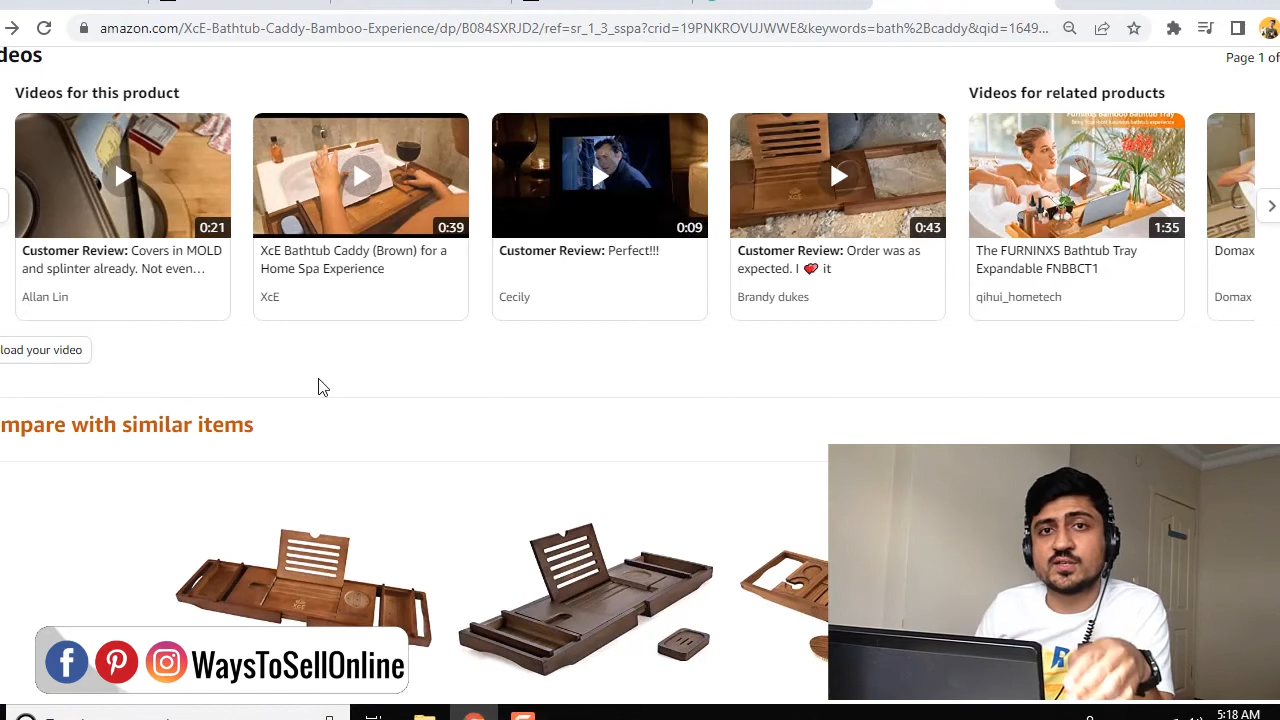 amazon.com/XcE-Bathtub-Caddy-Bamboo-Experience/dp/B084SXRJD2/ref=sr_1_3_sspa?crid=19PNKROVUJWWE&keywords=bath%2Bcaddy&qid=1649...
deos
Page 1 of
Videos for this product
Videos for related products
0:21
0:39
0:09
0:43
1:35
Customer Review: Covers in MOLD
and splinter already. Not even...
Allan Lin
XcE Bathtub Caddy (Brown) for a
Home Spa Experience
XcE
Customer Review: Perfect!!!
Cecily
Customer Review: Order was as
expected. I ❤ it
Brandy dukes
The FURNINXS Bathtub Tray
Expandable FNBBCT1
qihui_hometech
Domax
Domax
load your video
mpare with similar items
XcE
WaysToSellOnline
5:18 AM